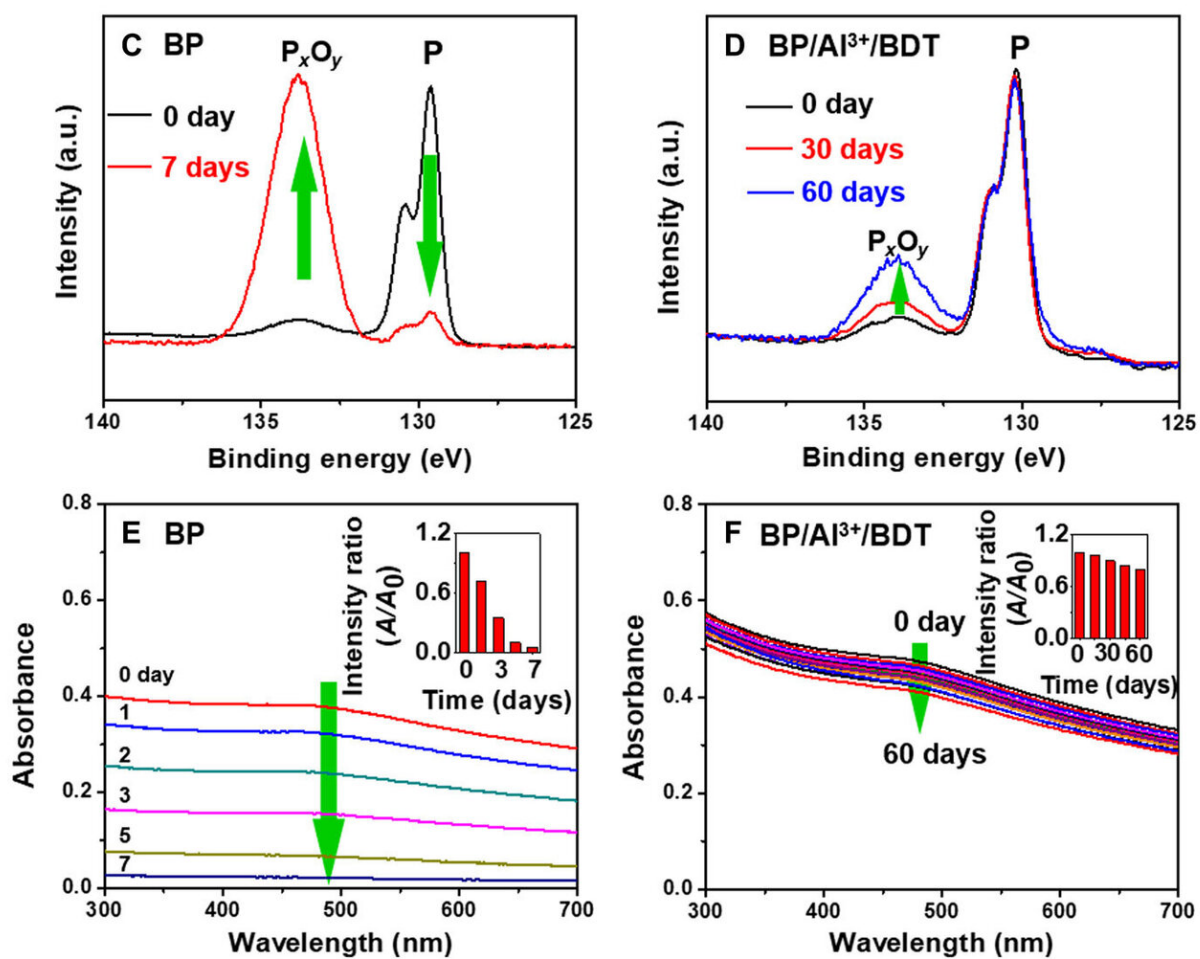 C BP
PₓOᵧ
P
0 day
7 days
Intensity (a.u.)
140 135 130 125
Binding energy (eV)
D BP/Al³⁺/BDT
P
0 day
30 days
60 days
PₓOᵧ
Intensity (a.u.)
140 135 130 125
Binding energy (eV)
E BP
0.8
0.6
0.4
0.2
0.0
Absorbance
0 day
1
2
3
5
7
300 400 500 600 700
Wavelength (nm)
Intensity ratio
(A/A₀)
1.2
0.6
0.0
0 3 7
Time (days)
F BP/Al³⁺/BDT
0.8
0.6
0.4
0.2
0.0
Absorbance
0 day
60 days
300 400 500 600 700
Wavelength (nm)
Intensity ratio
(A/A₀)
1.2
0.6
0.0
0 30 60
Time (days)